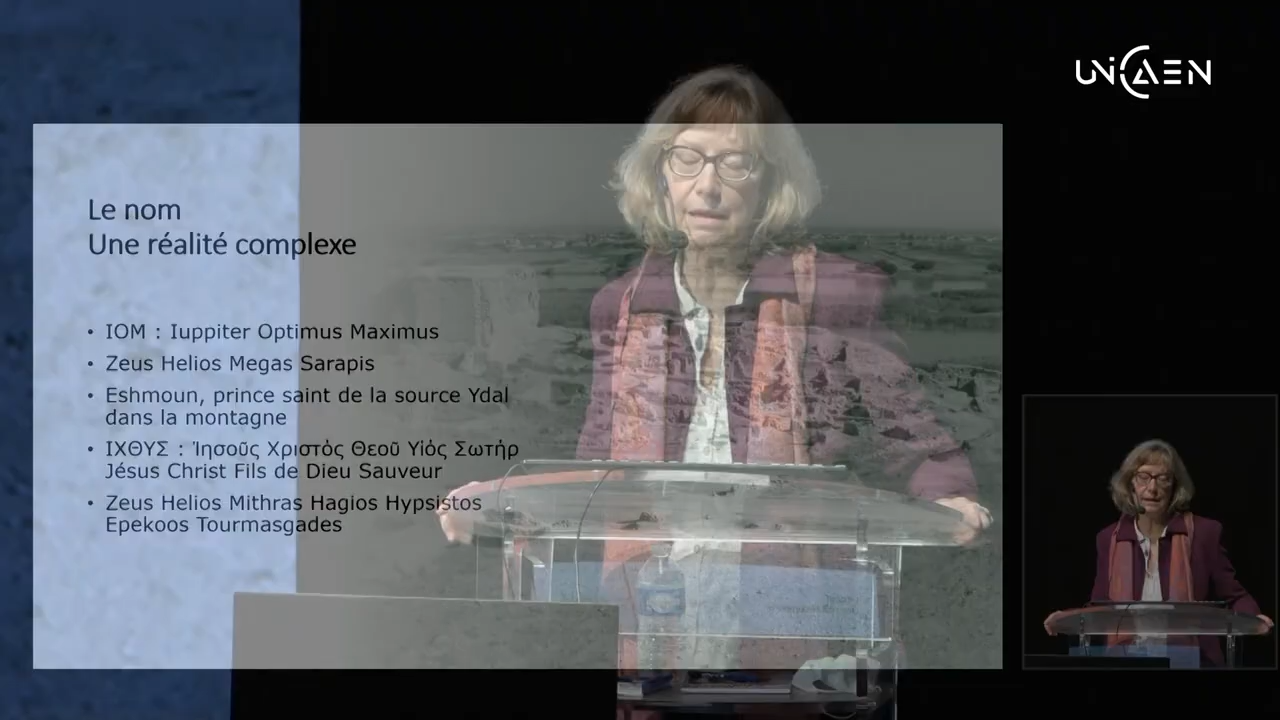 UNICAEN
Le nom
Une réalité complexe
• IOM : Iuppiter Optimus Maximus
• Zeus Helios Megas Sarapis
• Eshmoun, prince saint de la source Ydal
dans la montagne
• ΙΧΘΥΣ : Ἰησοῦς Χριστὸς Θεοῦ Υἱὸς Σωτήρ
Jésus Christ Fils de Dieu Sauveur
• Zeus Helios Mithras Hagios Hypsistos
Epekoos Tourmasgades